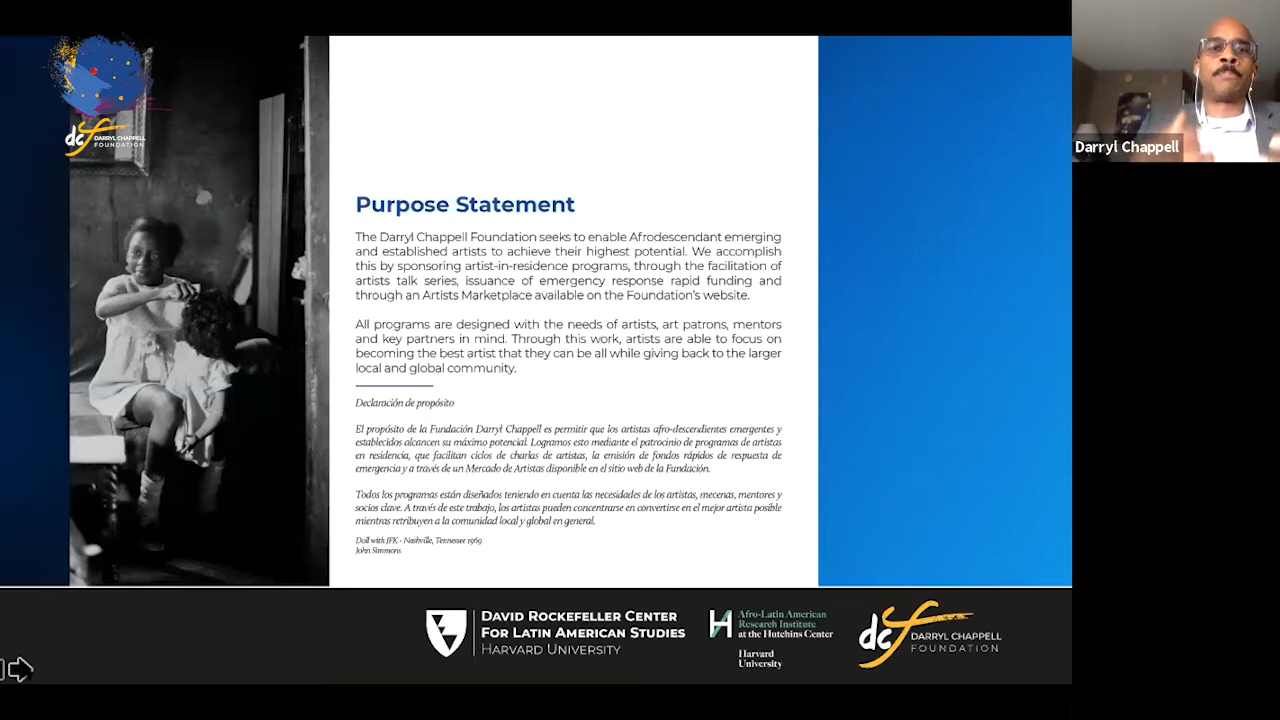 dcf DARRYL CHAPPELL
FOUNDATION
Darryl Chappell
Purpose Statement
The Darryl Chappell Foundation seeks to enable Afrodescendant emerging
and established artists to achieve their highest potential. We accomplish
this by sponsoring artist-in-residence programs, through the facilitation of
artists talk series, issuance of emergency response rapid funding and
through an Artists Marketplace available on the Foundation's website.
All programs are designed with the needs of artists, art patrons, mentors
and key partners in mind. Through this work, artists are able to focus on
becoming the best artist that they can be all while giving back to the larger
local and global community.
Declaración de propósito
El propósito de la Fundación Darryl Chappell es permitir que los artistas afro-descendientes emergentes y
establecidos alcancen su máximo potencial. Logramos esto mediante el patrocinio de programas de artistas
en residencia, que facilitan ciclos de charlas de artistas, la emisión de fondos rápidos de respuesta de
emergencia y a través de un Mercado de Artistas disponible en el sitio web de la Fundación.
Todos los programas están diseñados teniendo en cuenta las necesidades de los artistas, mecenas, mentores y
socios clave. A través de este trabajo, los artistas pueden concentrarse en convertirse en el mejor artista posible
mientras retribuyen a la comunidad local y global en general.
Doll with JFK - Nashville, Tennessee 1969
John Simmons
DAVID ROCKEFELLER CENTER
FOR LATIN AMERICAN STUDIES
HARVARD UNIVERSITY
H Afro-Latin American
Research Institute
at the Hutchins Center
Harvard
University
dcf DARRYL CHAPPELL
FOUNDATION